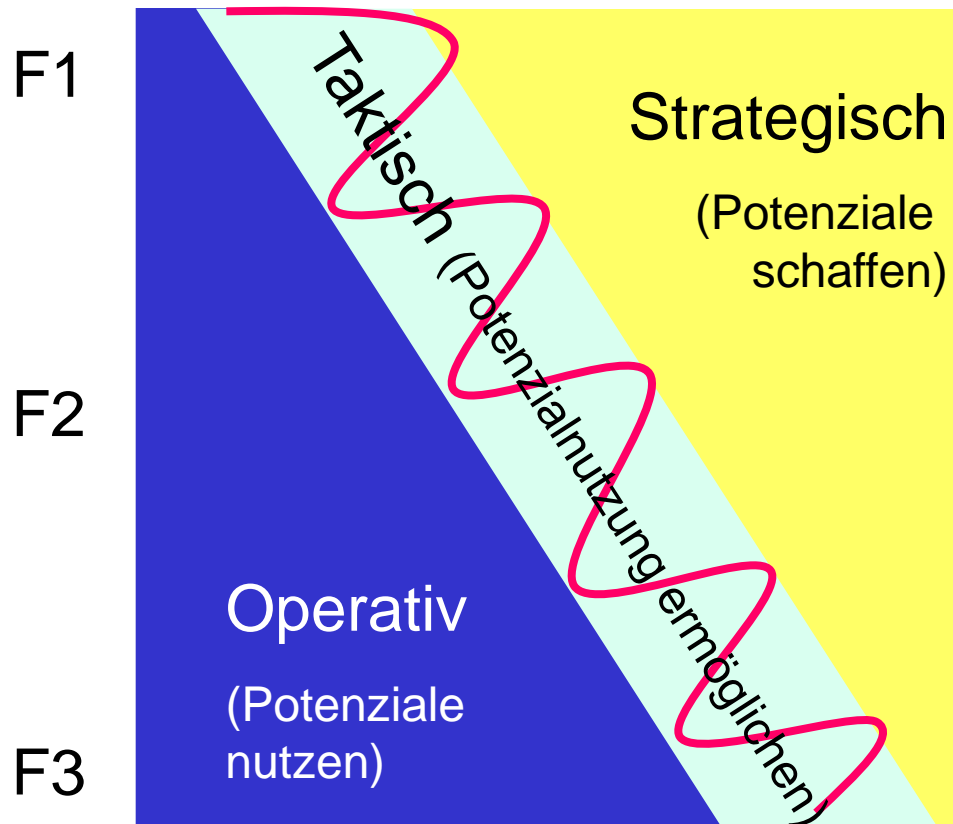 F1
Strategisch
(Potenziale
schaffen)
Taktisch (Potenzialnutzung ermöglichen)
F2
Operativ
(Potenziale
nutzen)
F3